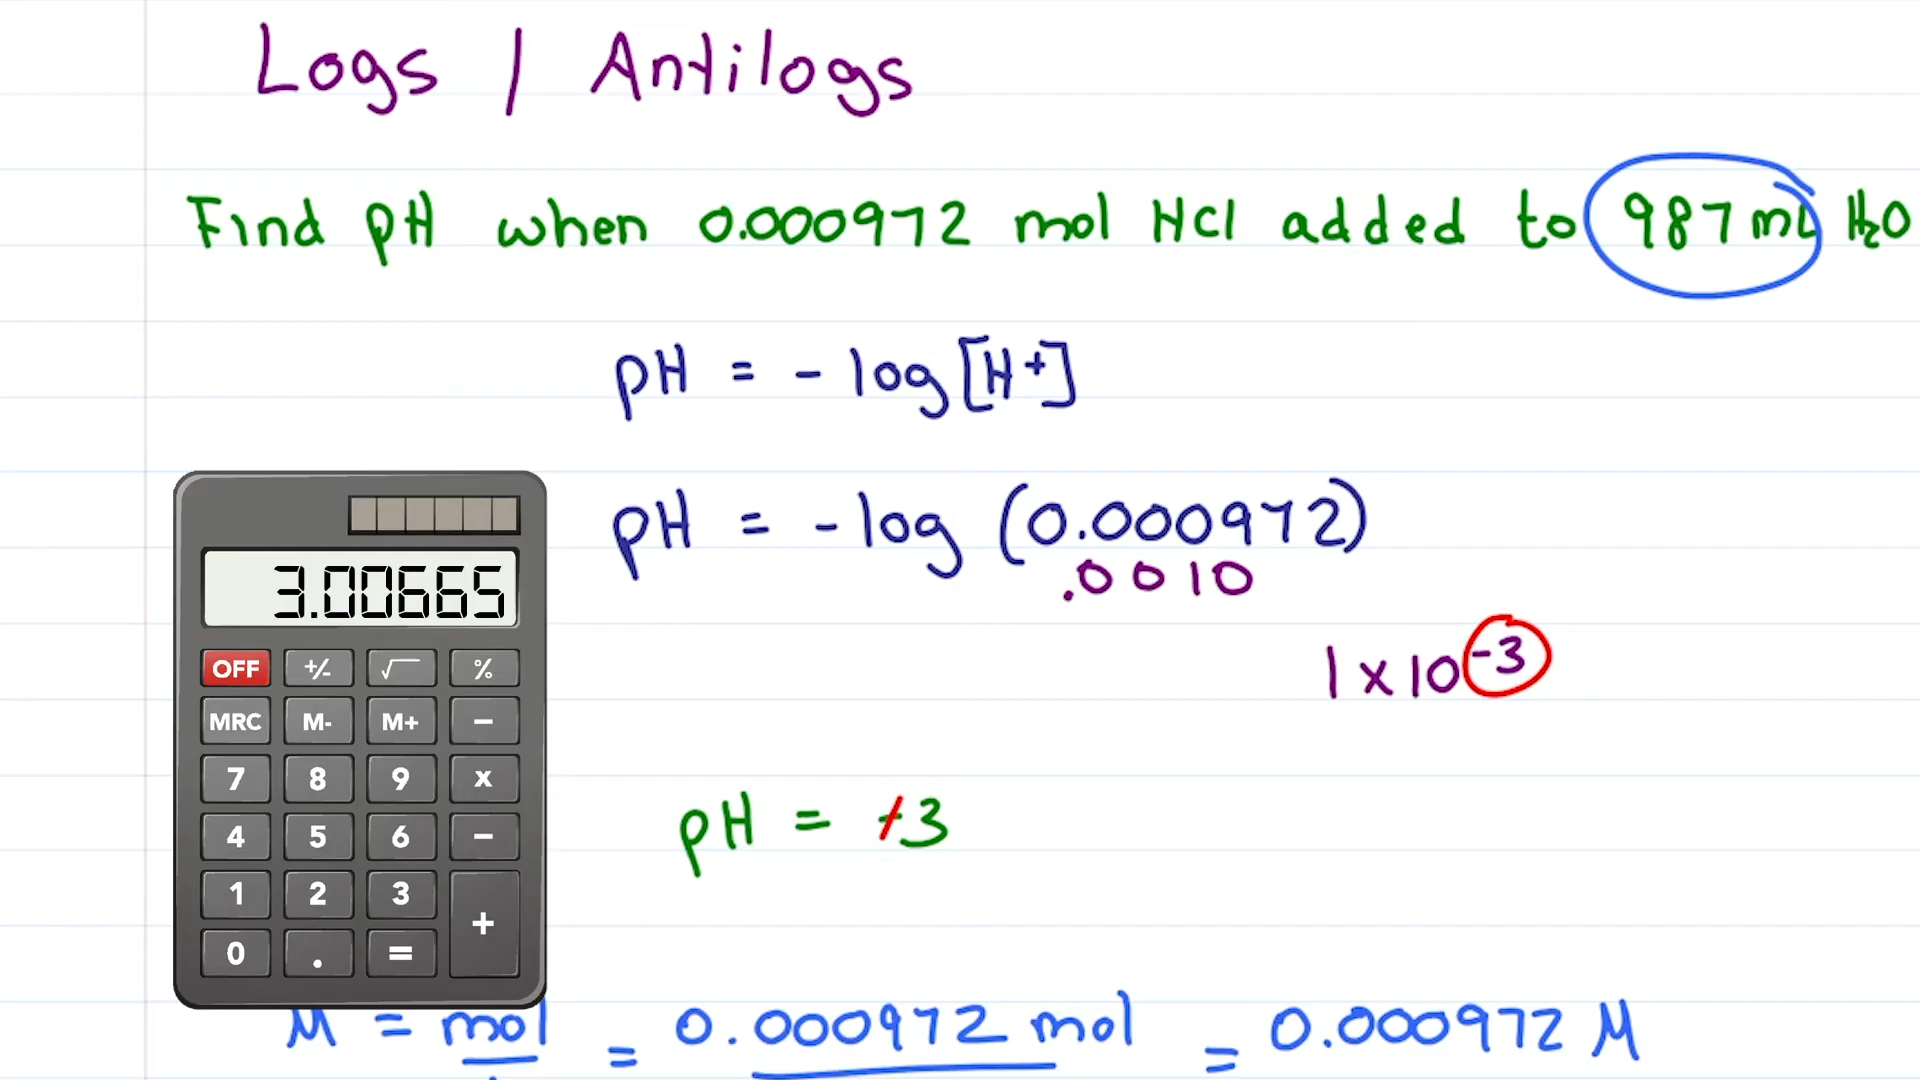 Logs / Antilogs
Find pH when 0.000972 mol HCl added to 987 mL H₂O
pH = - log [H+]
pH = - log (0.000972)
.0010
3.00665
1 x 10⁻³
OFF +/- √ %
MRC M- M+ −
7 8 9 x
pH = -3
4 5 6 −
1 2 3 +
0 . =
M = mol = 0.000972 mol = 0.000972 M